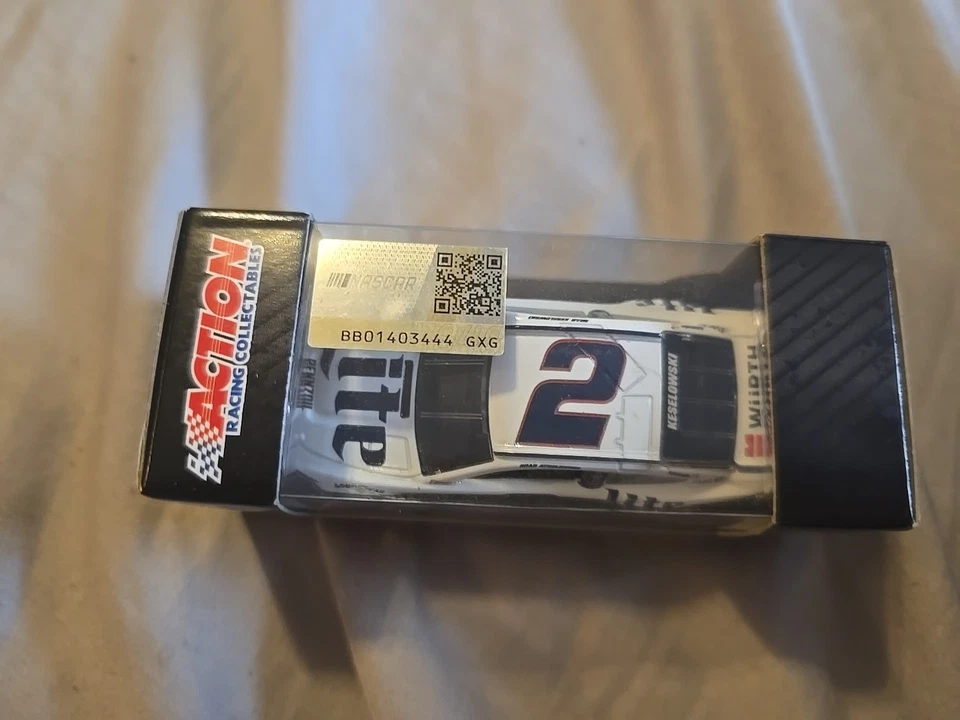 ACTION
RACING COLLECTABLES
NASCAR
BB01403444 GXG
lite
2
KESELOWSKI
WÜRTH